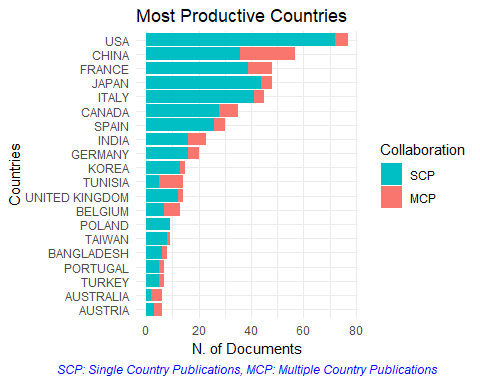 Most Productive Countries
USA
CHINA
FRANCE
JAPAN
ITALY
CANADA
SPAIN
INDIA
GERMANY
KOREA
TUNISIA
UNITED KINGDOM
BELGIUM
POLAND
TAIWAN
BANGLADESH
PORTUGAL
TURKEY
AUSTRALIA
AUSTRIA
Countries
0 20 40 60 80
N. of Documents
Collaboration
SCP
MCP
SCP: Single Country Publications, MCP: Multiple Country Publications